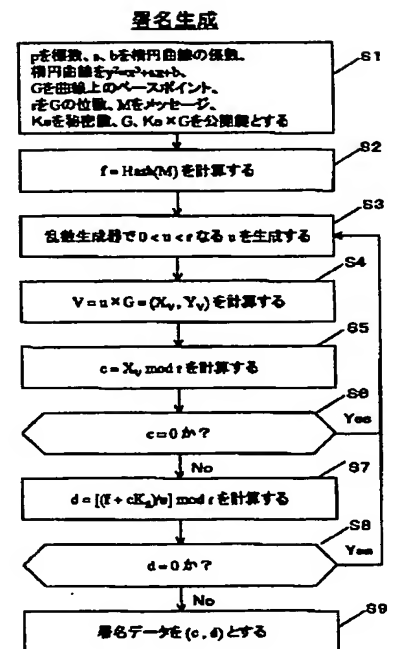 署名生成
pを標数、a、bを楕円曲線の係数、
楕円曲線をy²=x³+ax+b、
Gを曲線上のベースポイント、
rをGの位数、Mをメッセージ、
Ksを秘密鍵、G、Ks×Gを公開鍵とする
S1
S2
f=Hash(M)を計算する
S3
乱数生成器で0<u<rなるuを生成する
S4
V=u×G=(Xv, Yv)を計算する
S5
c=Xv mod rを計算する
S6
c=0か?
Yes
No
S7
d=[(f+cKs)/u] mod rを計算する
S8
d=0か?
Yes
No
S9
署名データを(c, d)とする